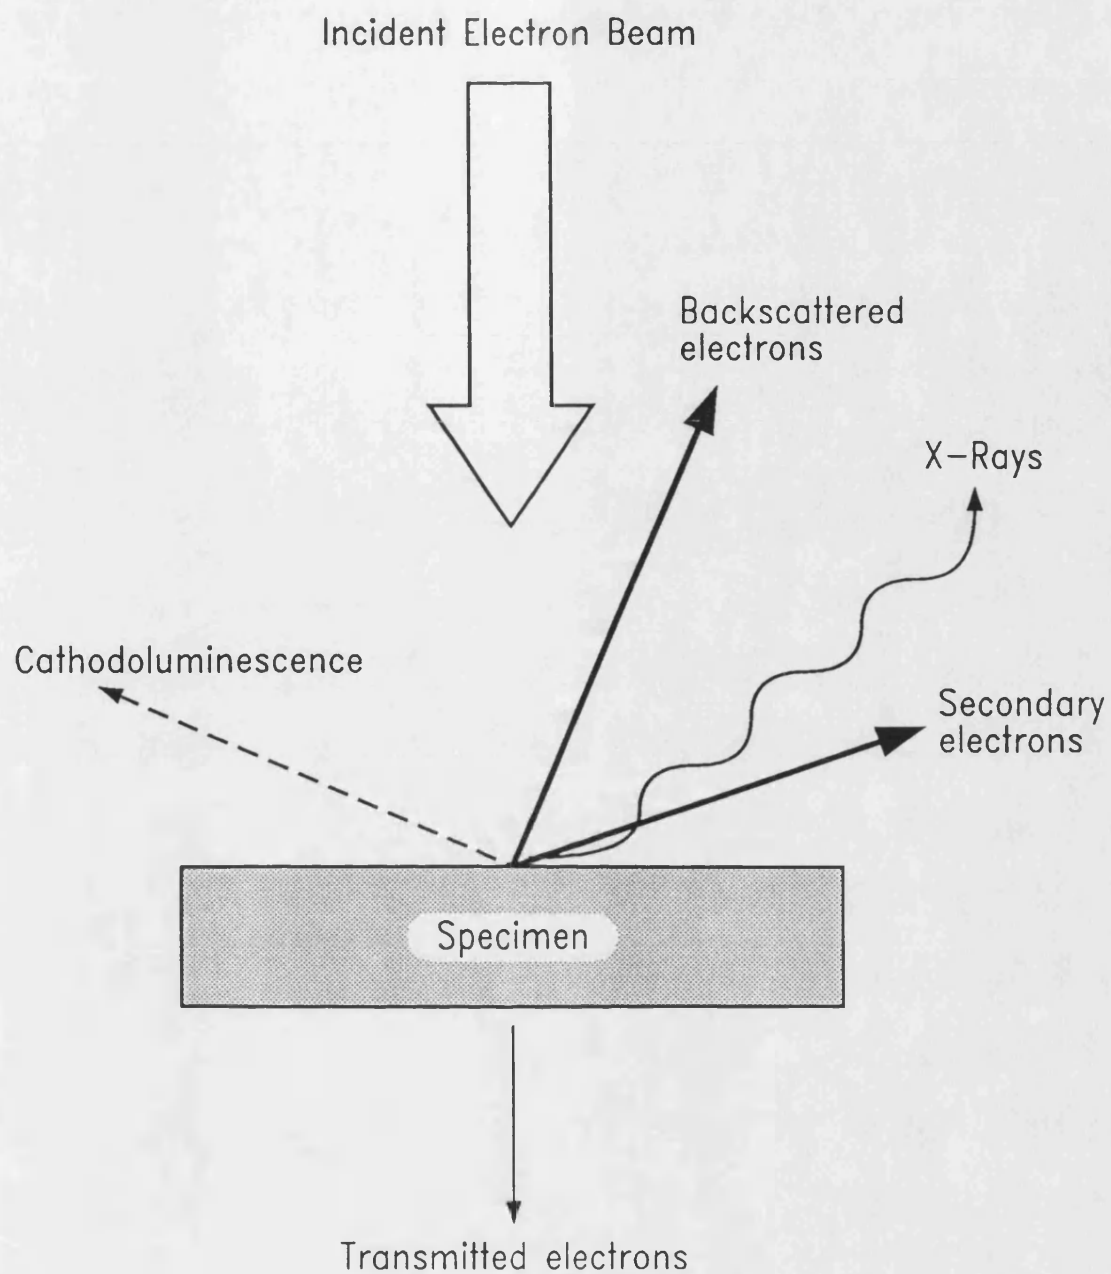 Incident Electron Beam
Backscattered
electrons
X-Rays
Cathodoluminescence
Secondary
electrons
Specimen
Transmitted electrons